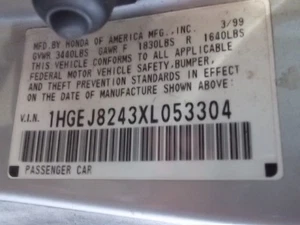 MFD.BY HONDA OF AMERICA MFG.,INC. 3/99
GVWR 3440LBS GAWR F 1830LBS R 1640LBS
THIS VEHICLE CONFORMS TO ALL APPLICABLE
FEDERAL MOTOR VEHICLE SAFETY,BUMPER,
AND THEFT PREVENTION STANDARDS IN
EFFECT ON THE DATE OF MANUFACTURE
SHOWN ABOVE.
V.I.N. 1HGEJ8243XL053304
PASSENGER CAR